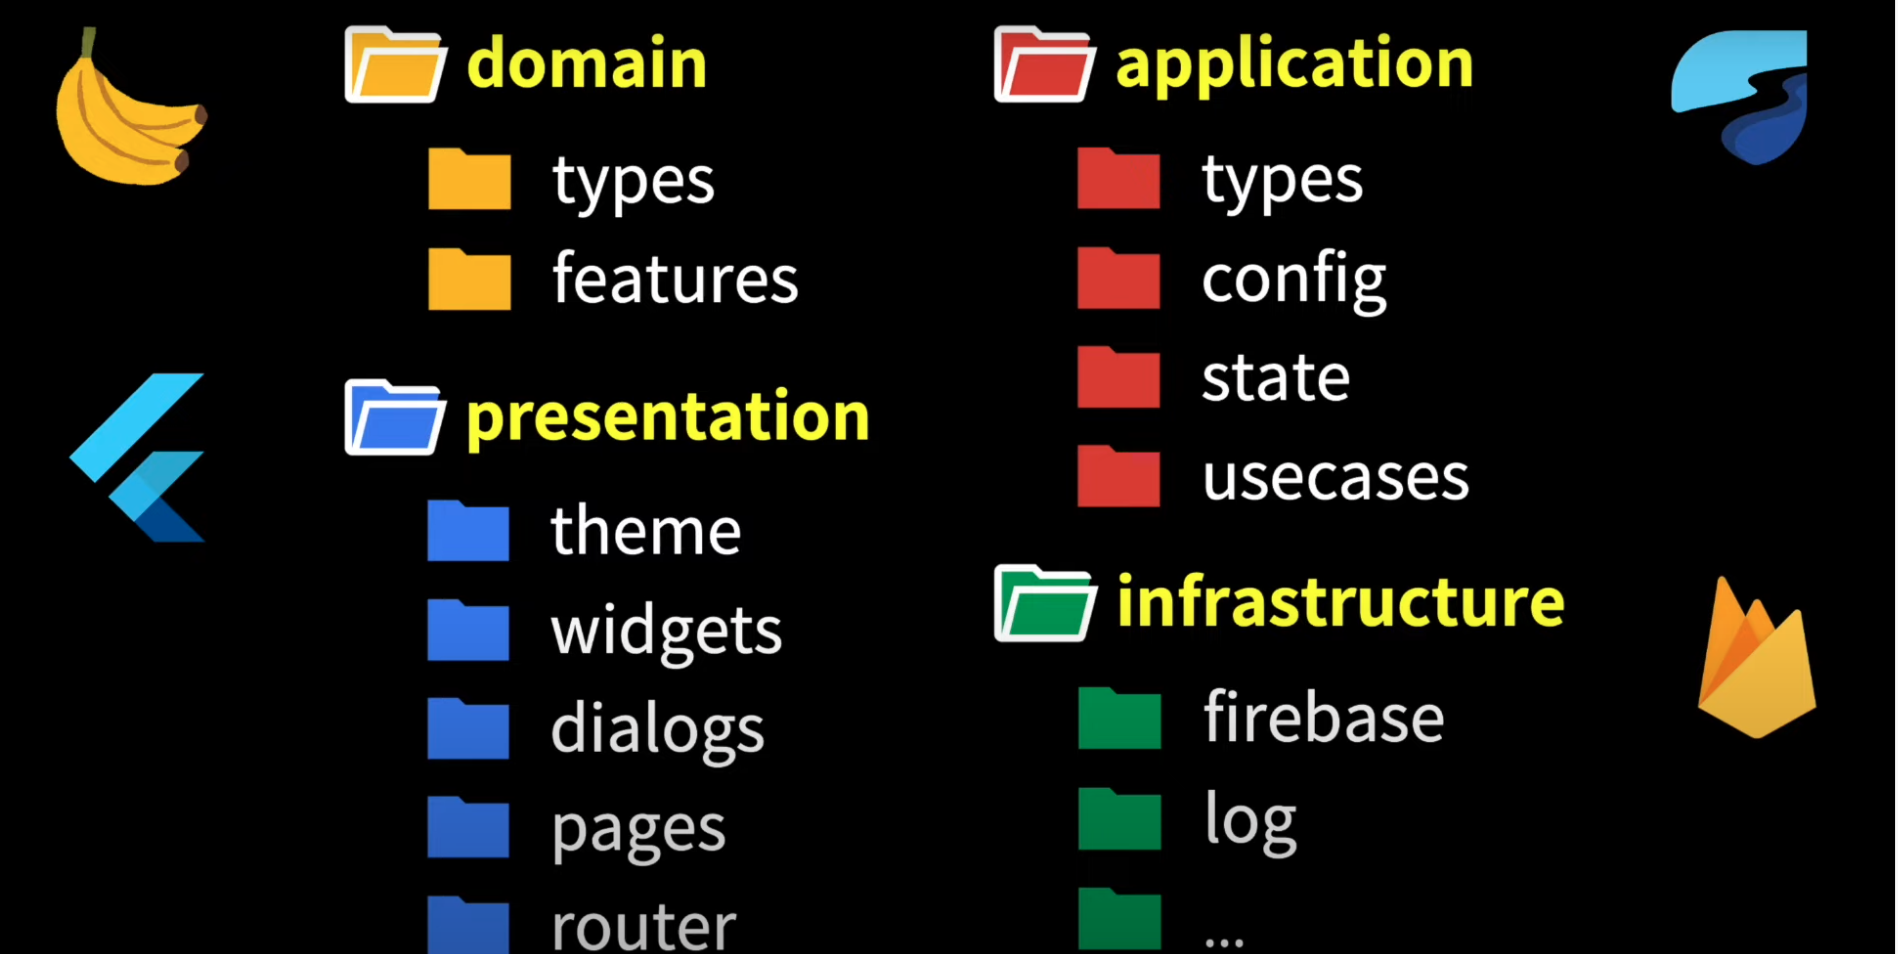 domain
types
features
presentation
theme
widgets
dialogs
pages
router
application
types
config
state
usecases
infrastructure
firebase
log
...